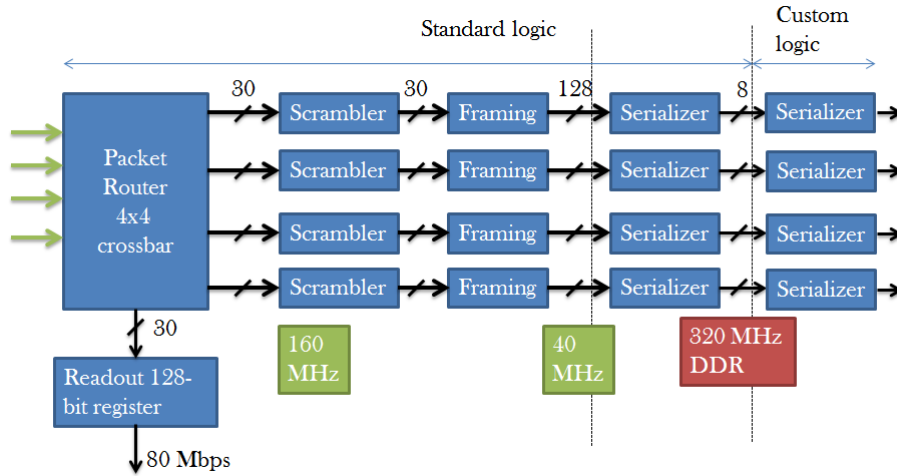 Standard logic
Custom
logic
30
30
128
8
Scrambler
Framing
Serializer
Serializer
Packet
Router
4x4
crossbar
Scrambler
Framing
Serializer
Serializer
Scrambler
Framing
Serializer
Serializer
Scrambler
Framing
Serializer
Serializer
30
160
MHz
40
MHz
320 MHz
DDR
Readout 128-
bit register
80 Mbps